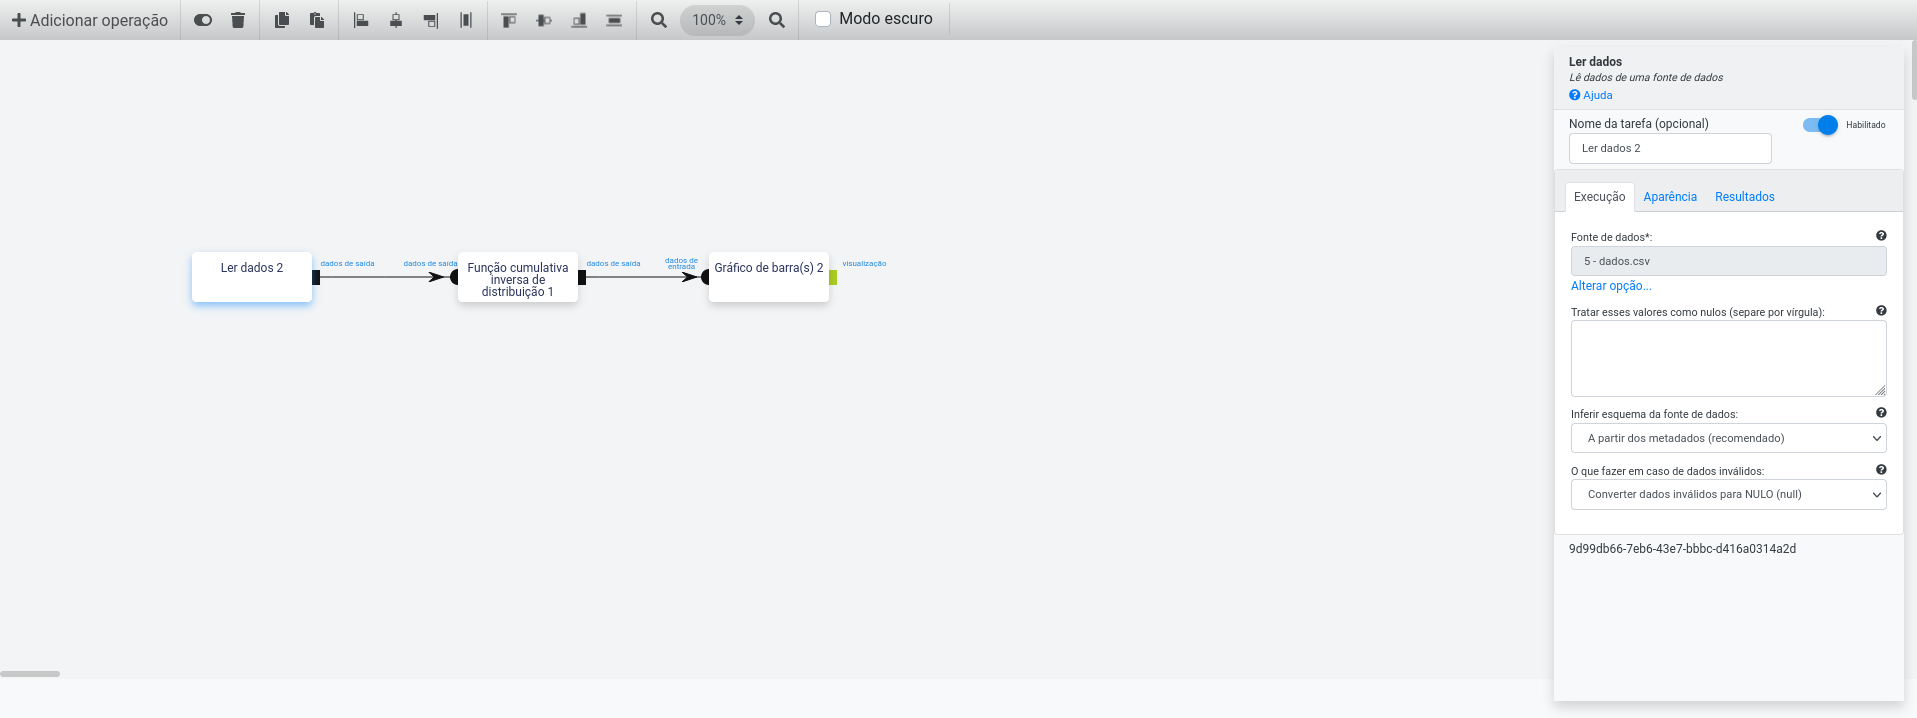 Adicionar operação
100%
Modo escuro
Ler dados 2
dados de saída
dados de saída
Função cumulativa
inversa de
distribuição 1
dados de saída
dados de
entrada
Gráfico de barra(s) 2
visualização
Ler dados
Lê dados de uma fonte de dados
Ajuda
Nome da tarefa (opcional)
Habilitado
Ler dados 2
Execução
Aparência
Resultados
Fonte de dados*:
5 - dados.csv
Alterar opção...
Tratar esses valores como nulos (separe por vírgula):
Inferir esquema da fonte de dados:
A partir dos metadados (recomendado)
O que fazer em caso de dados inválidos:
Converter dados inválidos para NULO (null)
9d99db66-7eb6-43e7-bbbc-d416a0314a2d